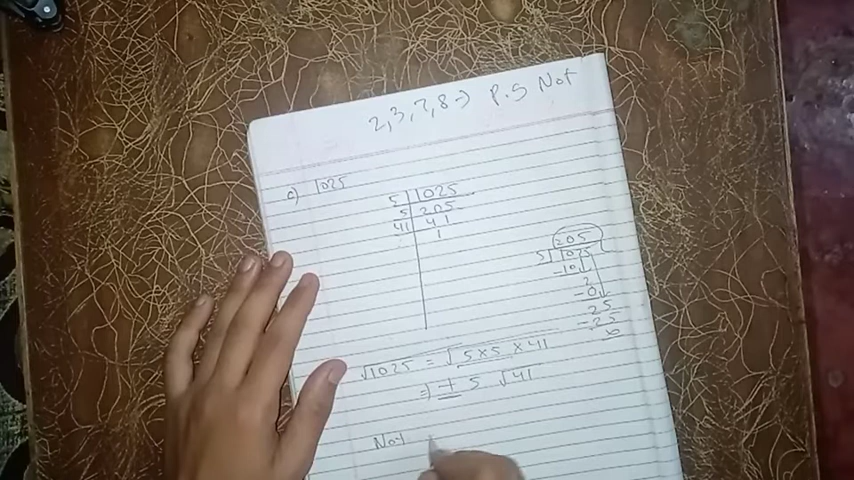 2,3,7,8 → P.S Not
c) 1025
5 | 1025
5 | 205
41 | 41
1
205
5 | 1025
-10
2
-0
25
-25
0
√1025 = √5×5×41
⇒ ± 5 √41
Not